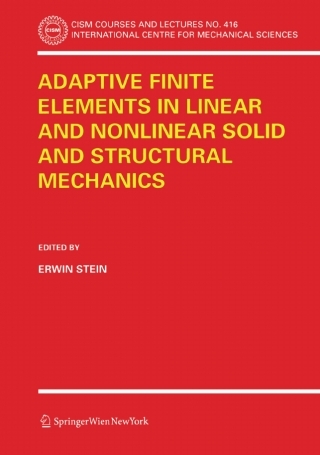 CISM
CISM COURSES AND LECTURES NO. 416
INTERNATIONAL CENTRE FOR MECHANICAL SCIENCES
ADAPTIVE FINITE
ELEMENTS IN LINEAR
AND NONLINEAR SOLID
AND STRUCTURAL
MECHANICS
EDITED BY
ERWIN STEIN
SpringerWienNewYork